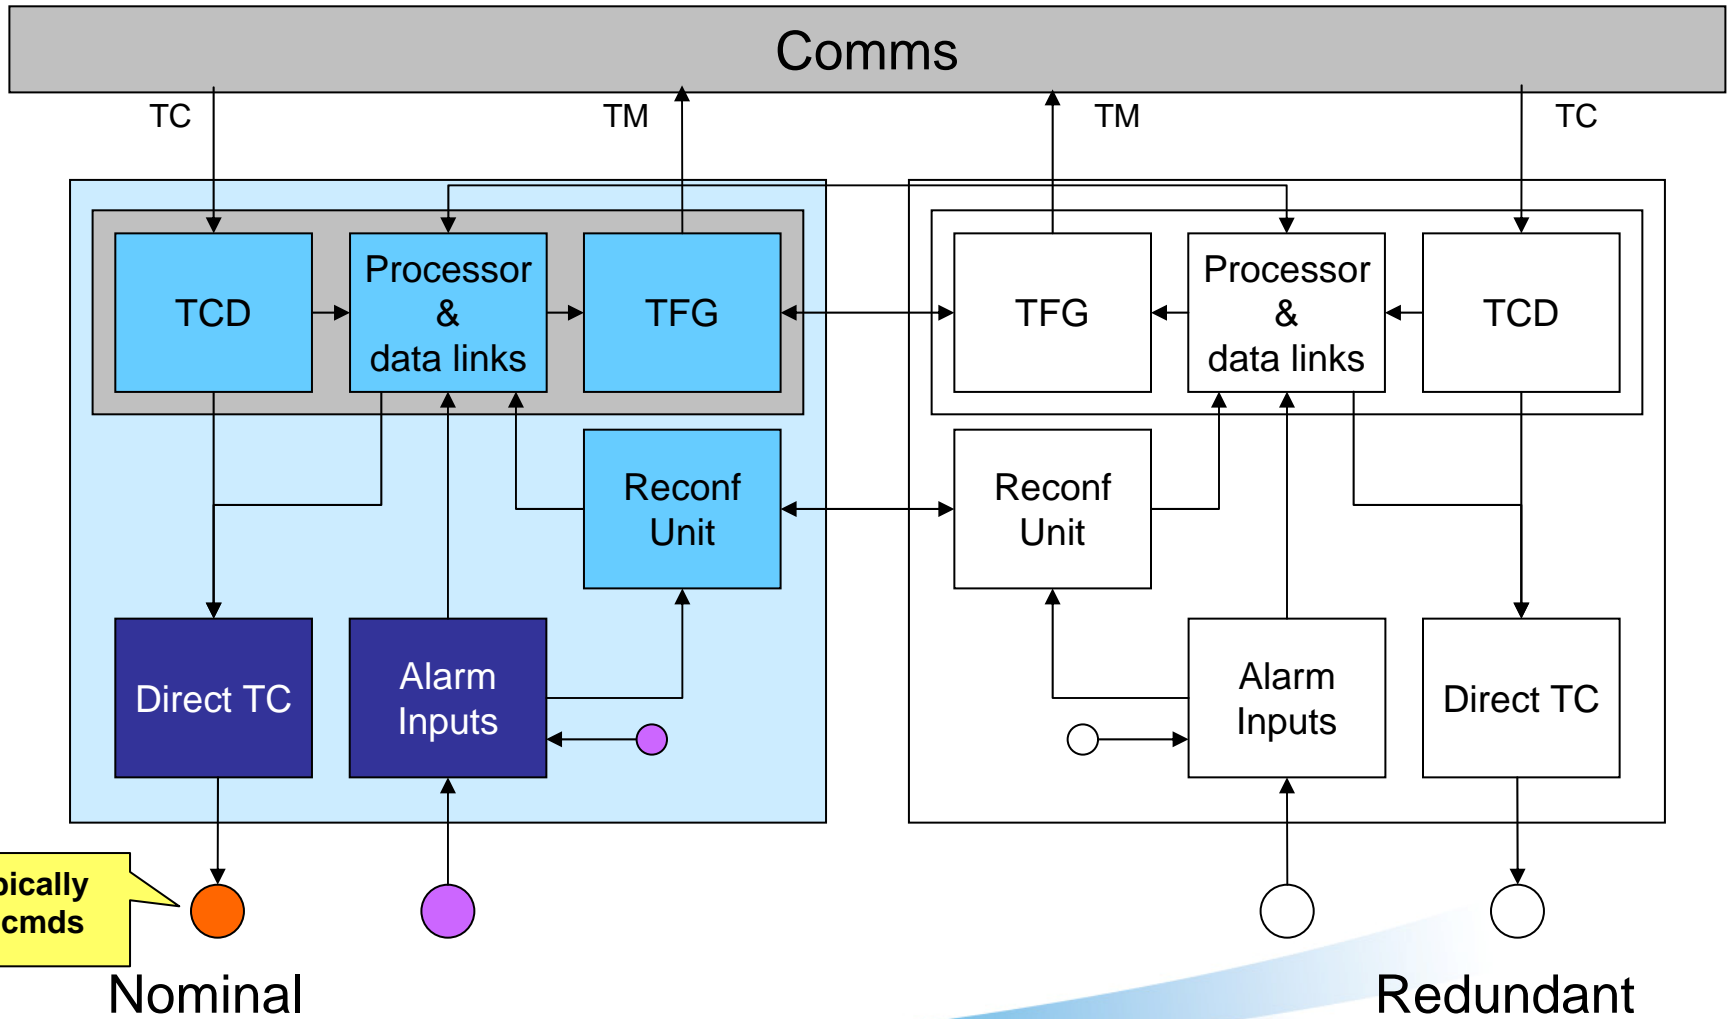 Comms
TC
TM
TM
TC
TCD
Processor
&
data links
TFG
TFG
Processor
&
data links
TCD
Reconf
Unit
Reconf
Unit
Direct TC
Alarm
Inputs
Alarm
Inputs
Direct TC
cmds
Nominal
Redundant